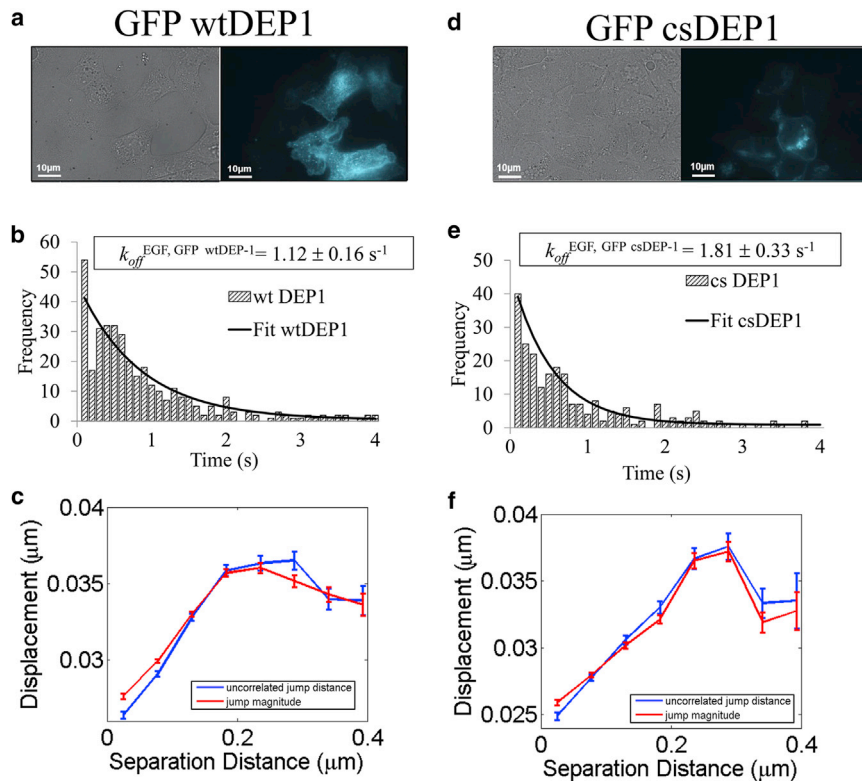 a
GFP wtDEP1
10µm
10µm
b
k_off^EGF, GFP wtDEP-1 = 1.12 ± 0.16 s^-1
wt DEP1
Fit wtDEP1
Frequency
60
50
40
30
20
10
0
0 1 2 3 4
Time (s)
c
Displacement (µm)
0.04
0.035
0.03
0 0.2 0.4
uncorrelated jump distance
jump magnitude
Separation Distance (µm)
d
GFP csDEP1
10µm
10µm
e
k_off^EGF, GFP csDEP-1 = 1.81 ± 0.33 s^-1
cs DEP1
Fit csDEP1
Frequency
50
40
30
20
10
0
0 1 2 3 4
Time (s)
f
Displacement (µm)
0.04
0.035
0.03
0.025
0 0.2 0.4
uncorrelated jump distance
jump magnitude
Separation Distance (µm)